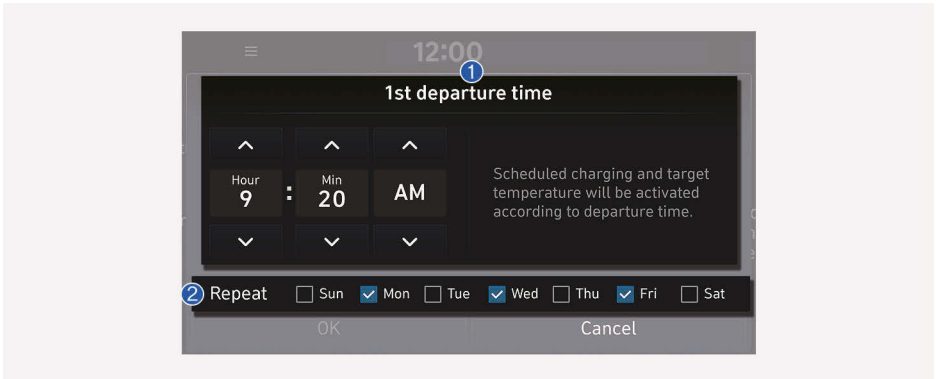 12:00
1
1st departure time
Hour
9
:
Min
20
AM
Scheduled charging and target
temperature will be activated
according to departure time.
2 Repeat Sun Mon Tue Wed Thu Fri Sat
OK Cancel